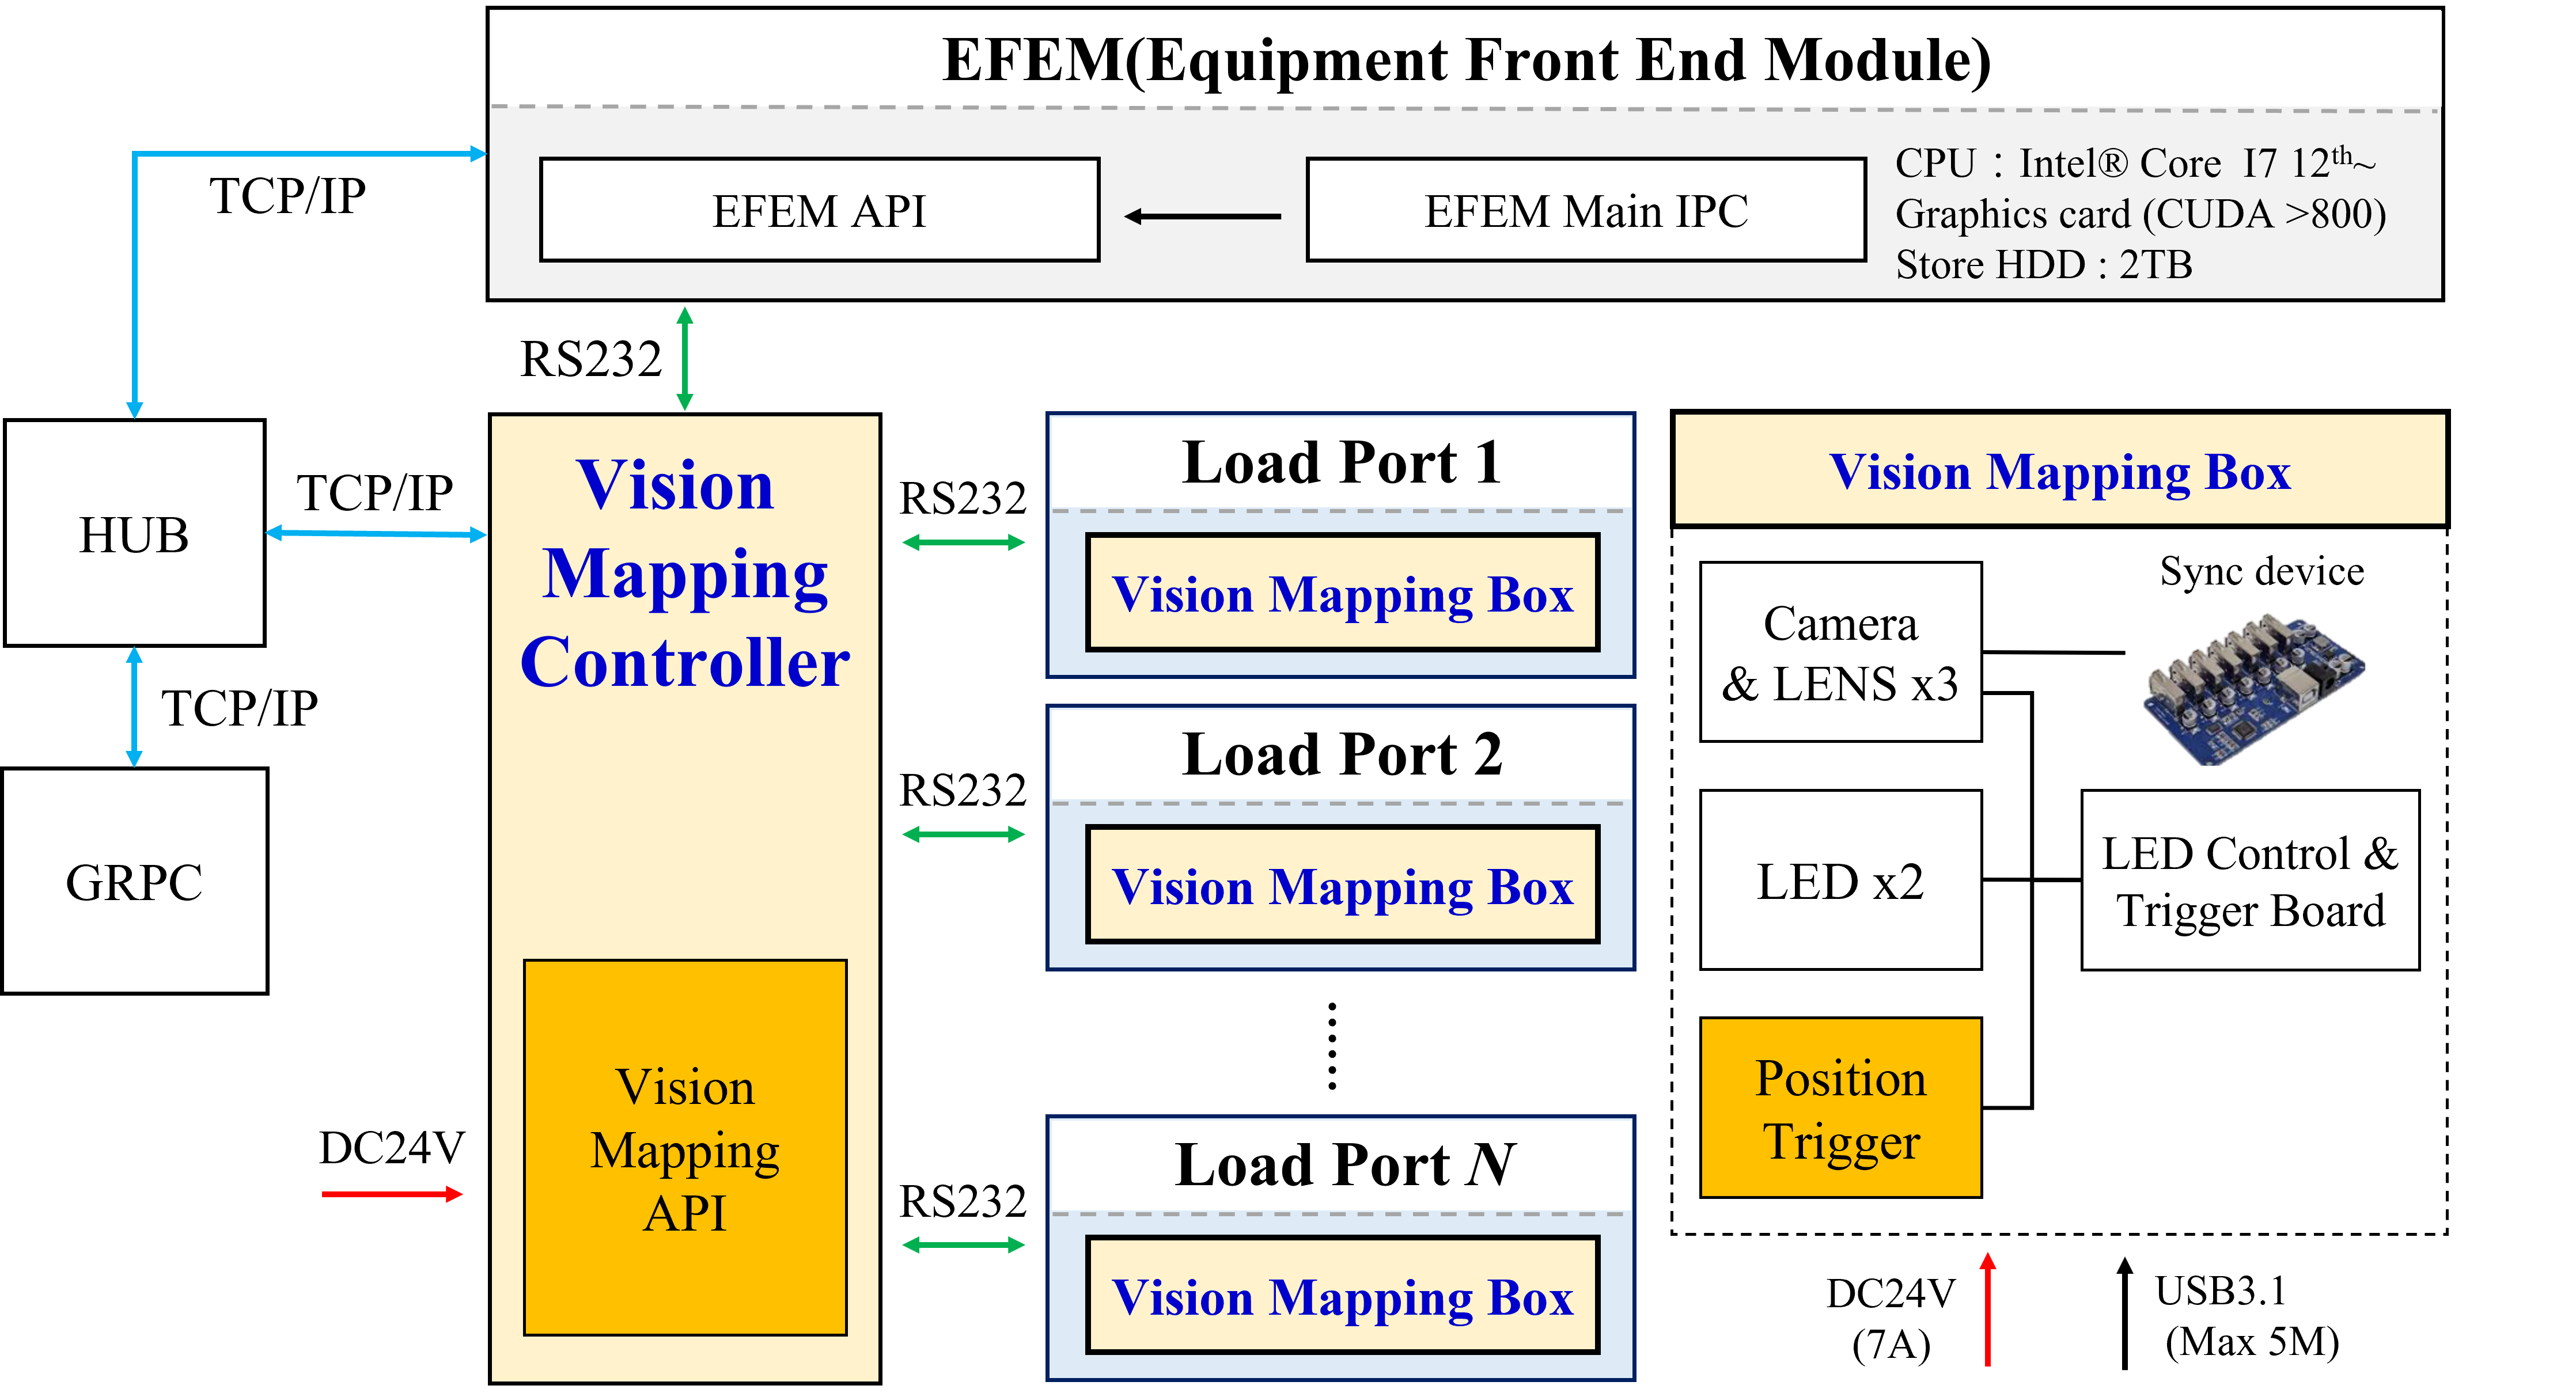 EFEM(Equipment Front End Module)
EFEM API
EFEM Main IPC
CPU : Intel® Core I7 12th~
Graphics card (CUDA >800)
Store HDD : 2TB
TCP/IP
RS232
HUB
TCP/IP
TCP/IP
GRPC
DC24V
Vision
Mapping
Controller
Vision
Mapping
API
RS232
Load Port 1
Vision Mapping Box
RS232
Load Port 2
Vision Mapping Box
RS232
Load Port N
Vision Mapping Box
Vision Mapping Box
Camera
& LENS x3
Sync device
LED x2
LED Control &
Trigger Board
Position
Trigger
DC24V
(7A)
USB3.1
(Max 5M)